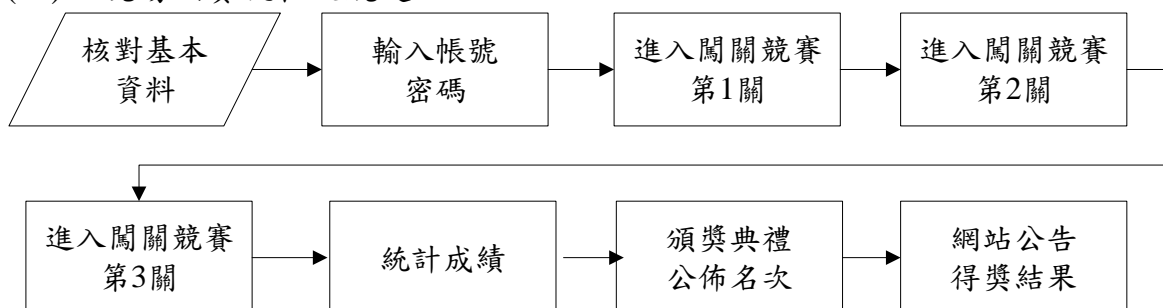 核對基本
資料
輸入帳號
密碼
進入闖關競賽
第1關
進入闖關競賽
第2關
進入闖關競賽
第3關
統計成績
頒獎典禮
公佈名次
網站公告
得獎結果